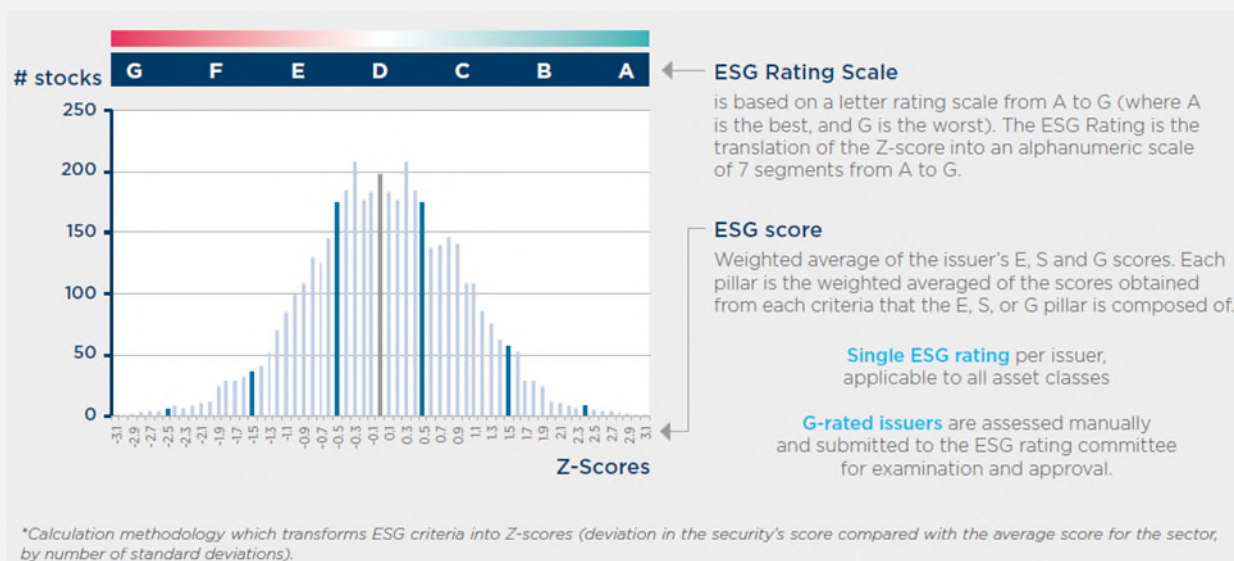 # stocks
G F E D C B A
250
200
150
100
50
0
-3.1 -2.9 -2.7 -2.5 -2.3 -2.1 -1.9 -1.7 -1.5 -1.3 -1.1 -0.9 -0.7 -0.5 -0.3 -0.1 0.1 0.3 0.5 0.7 0.9 1.1 1.3 1.5 1.7 1.9 2.1 2.3 2.5 2.7 2.9 3.1
Z-Scores
ESG Rating Scale
is based on a letter rating scale from A to G (where A
is the best, and G is the worst). The ESG Rating is the
translation of the Z-score into an alphanumeric scale
of 7 segments from A to G.
ESG score
Weighted average of the issuer's E, S and G scores. Each
pillar is the weighted averaged of the scores obtained
from each criteria that the E, S, or G pillar is composed of.
Single ESG rating per issuer,
applicable to all asset classes
G-rated issuers are assessed manually
and submitted to the ESG rating committee
for examination and approval.
*Calculation methodology which transforms ESG criteria into Z-scores (deviation in the security's score compared with the average score for the sector,
by number of standard deviations).